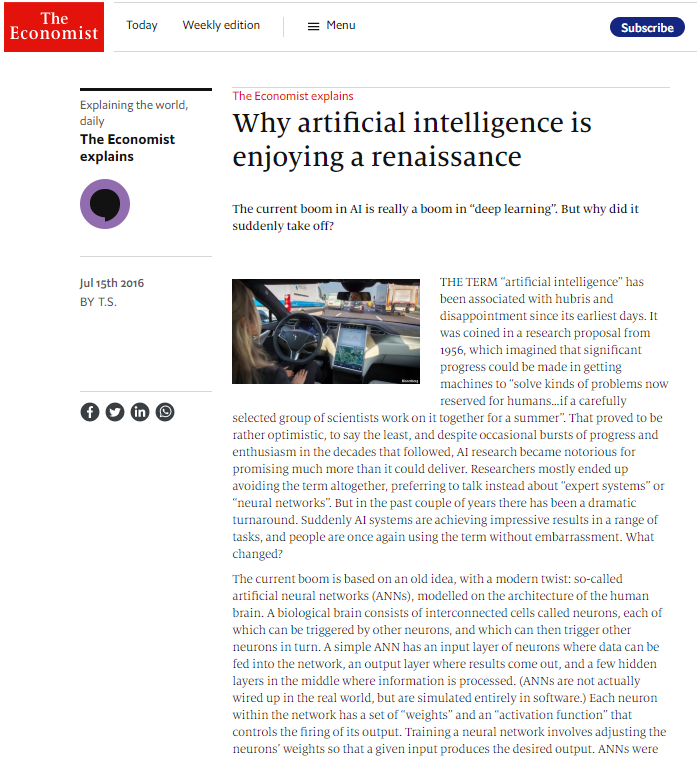 The
Economist
Today
Weekly edition
Menu
Subscribe
Explaining the world,
daily
The Economist
explains
Jul 15th 2016
BY T.S.
The Economist explains
Why artificial intelligence is
enjoying a renaissance
The current boom in AI is really a boom in “deep learning”. But why did it
suddenly take off?
Bloomberg
THE TERM “artificial intelligence” has
been associated with hubris and
disappointment since its earliest days. It
was coined in a research proposal from
1956, which imagined that significant
progress could be made in getting
machines to “solve kinds of problems now
reserved for humans…if a carefully
selected group of scientists work on it together for a summer”. That proved to be
rather optimistic, to say the least, and despite occasional bursts of progress and
enthusiasm in the decades that followed, AI research became notorious for
promising much more than it could deliver. Researchers mostly ended up
avoiding the term altogether, preferring to talk instead about “expert systems” or
“neural networks”. But in the past couple of years there has been a dramatic
turnaround. Suddenly AI systems are achieving impressive results in a range of
tasks, and people are once again using the term without embarrassment. What
changed?
The current boom is based on an old idea, with a modern twist: so-called
artificial neural networks (ANNs), modelled on the architecture of the human
brain. A biological brain consists of interconnected cells called neurons, each of
which can be triggered by other neurons, and which can then trigger other
neurons in turn. A simple ANN has an input layer of neurons where data can be
fed into the network, an output layer where results come out, and a few hidden
layers in the middle where information is processed. (ANNs are not actually
wired up in the real world, but are simulated entirely in software.) Each neuron
within the network has a set of “weights” and an “activation function” that
controls the firing of its output. Training a neural network involves adjusting the
neurons’ weights so that a given input produces the desired output. ANNs were